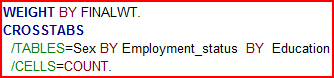 WEIGHT BY FINALWT.
CROSSTABS
/TABLES=Sex BY Employment_status BY Education
/CELLS=COUNT.